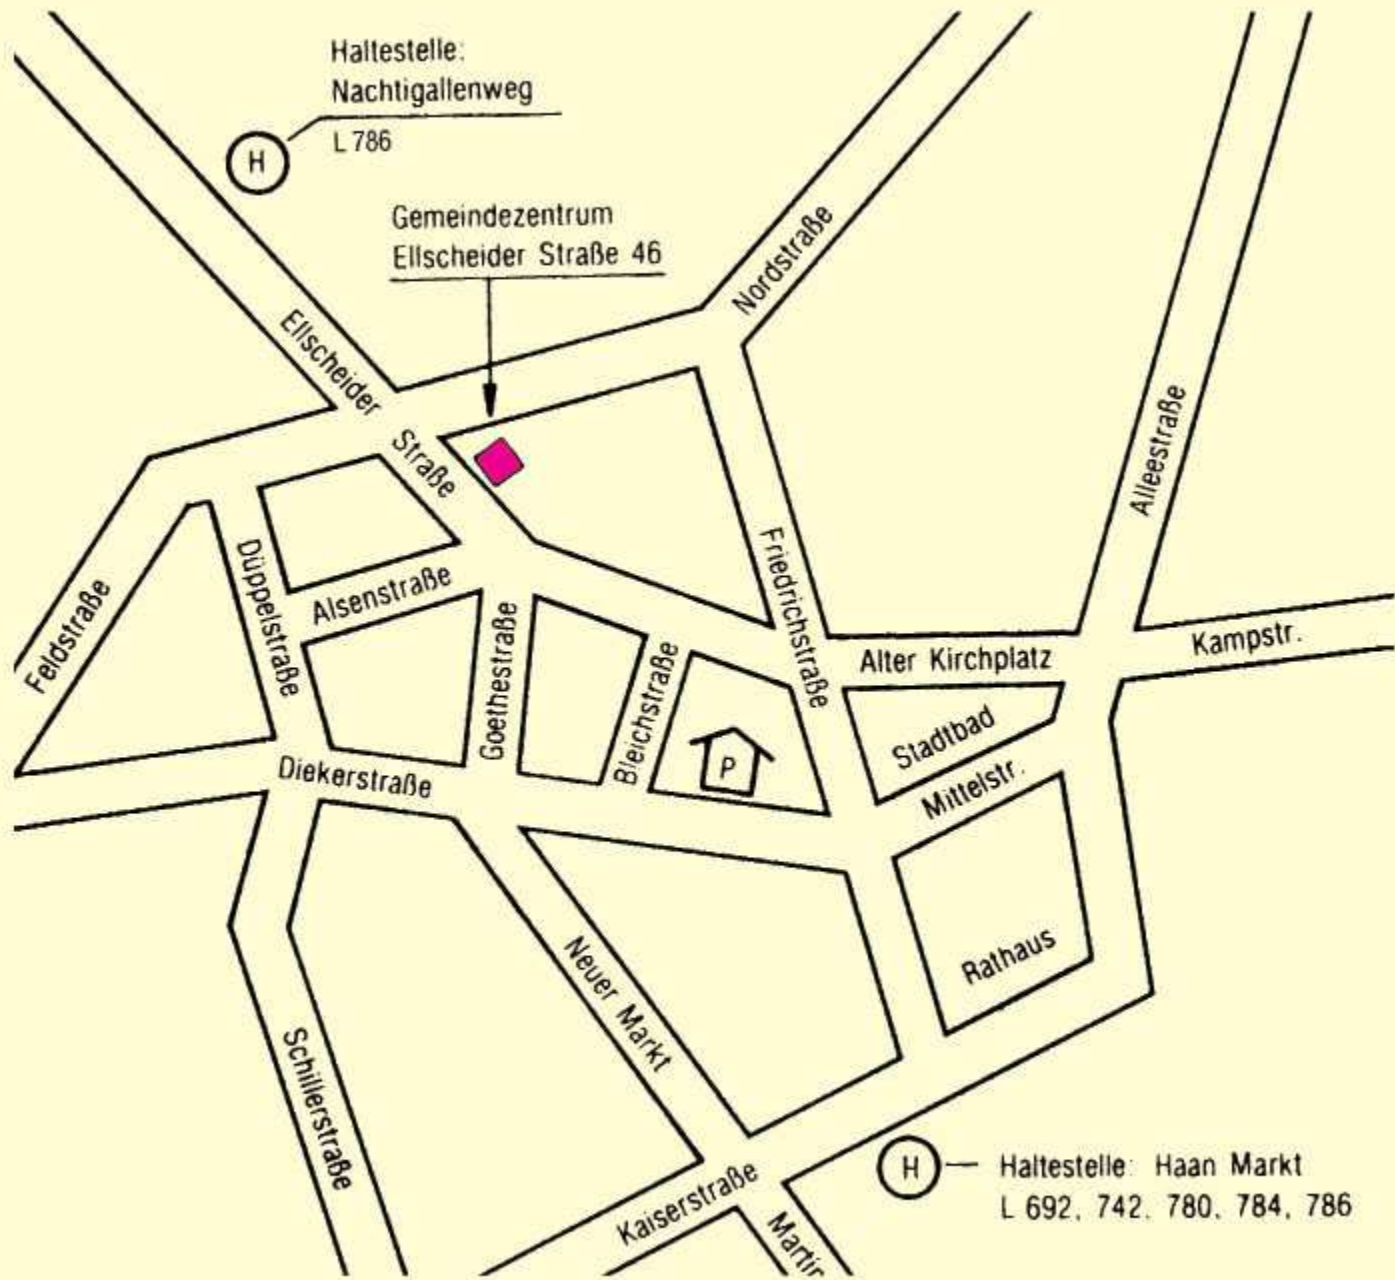 Haltestelle:
Nachtigallenweg
L 786
H
Gemeindezentrum
Ellscheider Straße 46
Nordstraße
Ellscheider
Straße
Alleestraße
Feldstraße
Düppelstraße
Alsenstraße
Goethestraße
Bleichstraße
Friedrichstraße
Alter Kirchplatz
Kampstr.
Stadtbad
Mittelstr.
P
Diekerstraße
Neuer Markt
Rathaus
Schillerstraße
Kaiserstraße
Martin
H
Haltestelle: Haan Markt
L 692, 742. 780. 784, 786